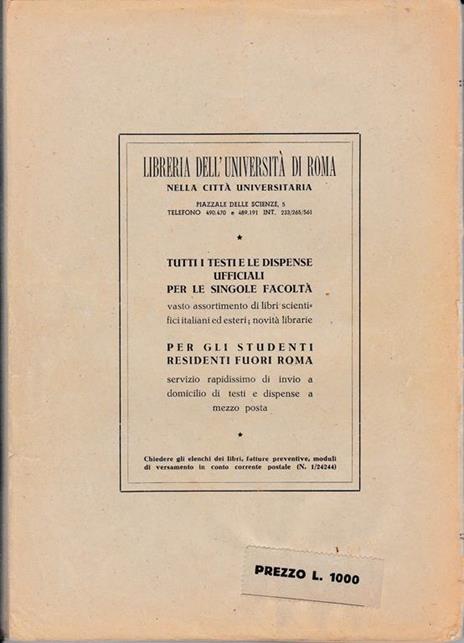 LIBRERIA DELL'UNIVERSITÀ DI ROMA
NELLA CITTÀ UNIVERSITARIA
PIAZZALE DELLE SCIENZE, 5
TELEFONO 490.470 e 489.191 INT. 233/265/561
★
TUTTI I TESTI E LE DISPENSE
UFFICIALI
PER LE SINGOLE FACOLTÀ
vasto assortimento di libri scienti-
fici italiani ed esteri; novità librarie
PER GLI STUDENTI
RESIDENTI FUORI ROMA
servizio rapidissimo di invio a
domicilio di testi e dispense a
mezzo posta
★
Chiedere gli elenchi dei libri, fatture preventive, moduli
di versamento in conto corrente postale (N. 1/24244)
PREZZO L. 1000